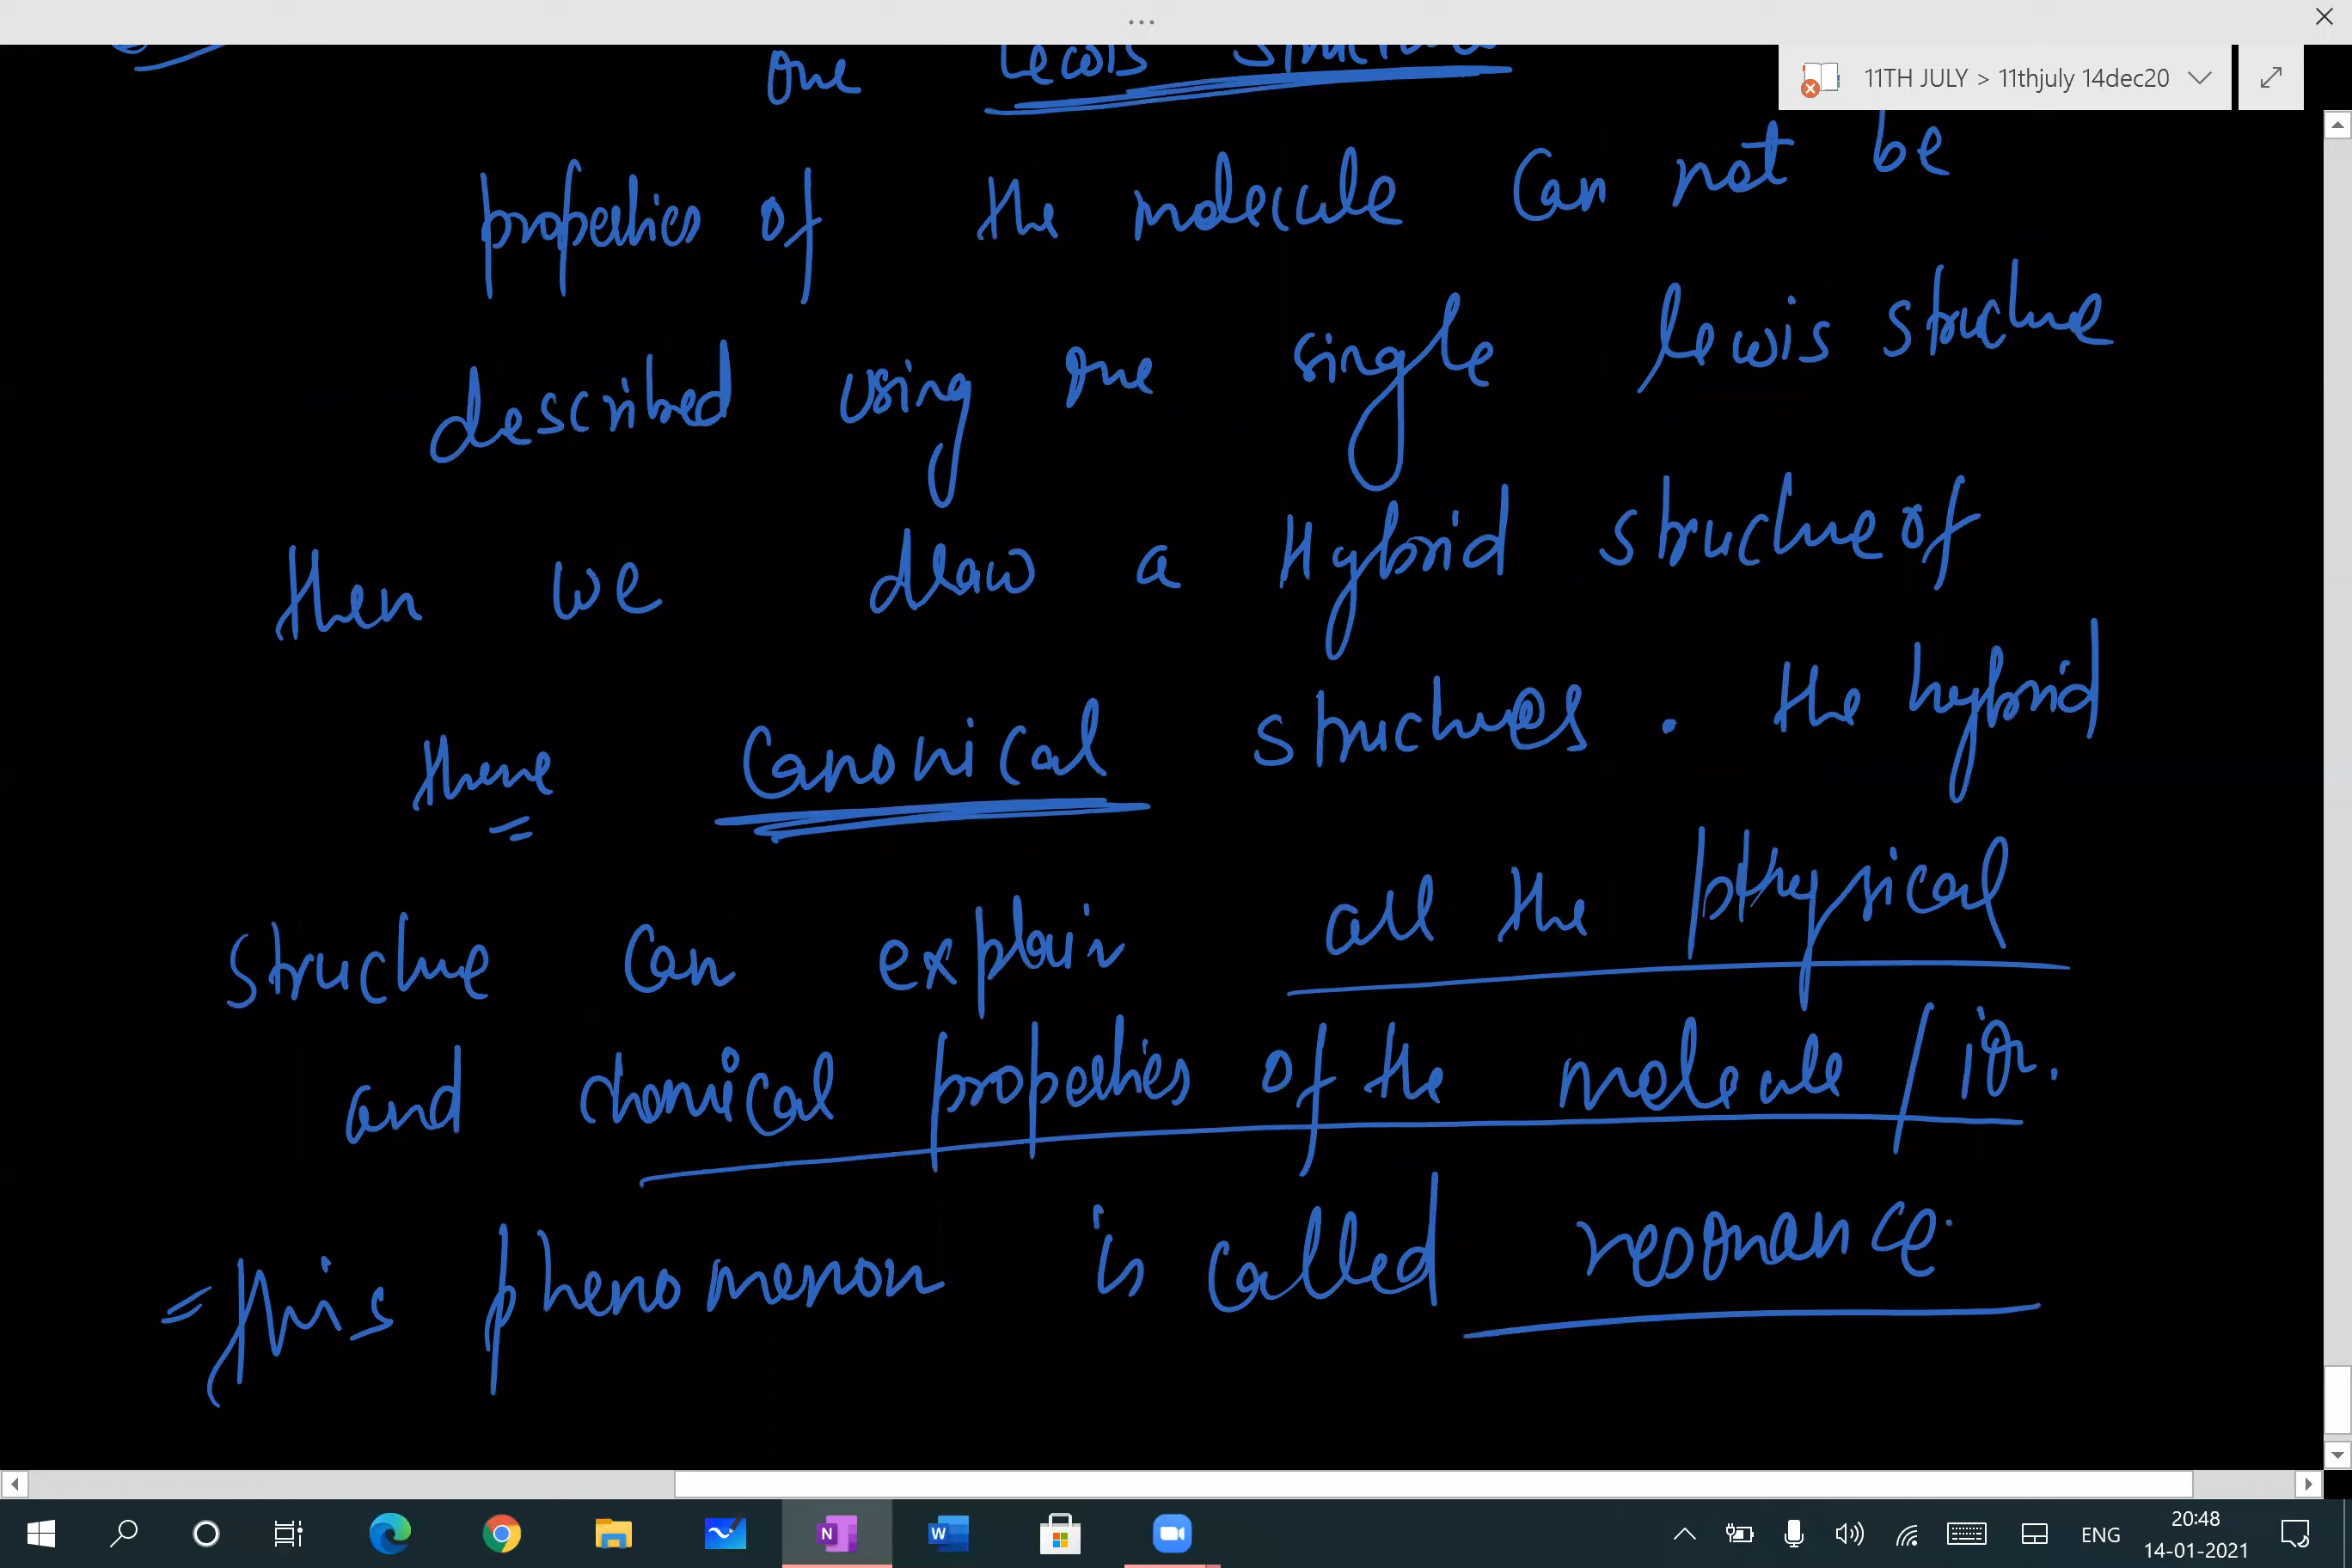 ...
One Lewis Structure
11TH JULY > 11thjuly 14dec20
properties of the molecule Can not be
described using one single Lewis structure
then we draw a Hybrid structure of
these Canonical structures. the hybrid
structure can explain all the physical
and chemical properties of the molecule / ion.
= This phenomenon is called resonance.
N
W
ENG
20:48
14-01-2021